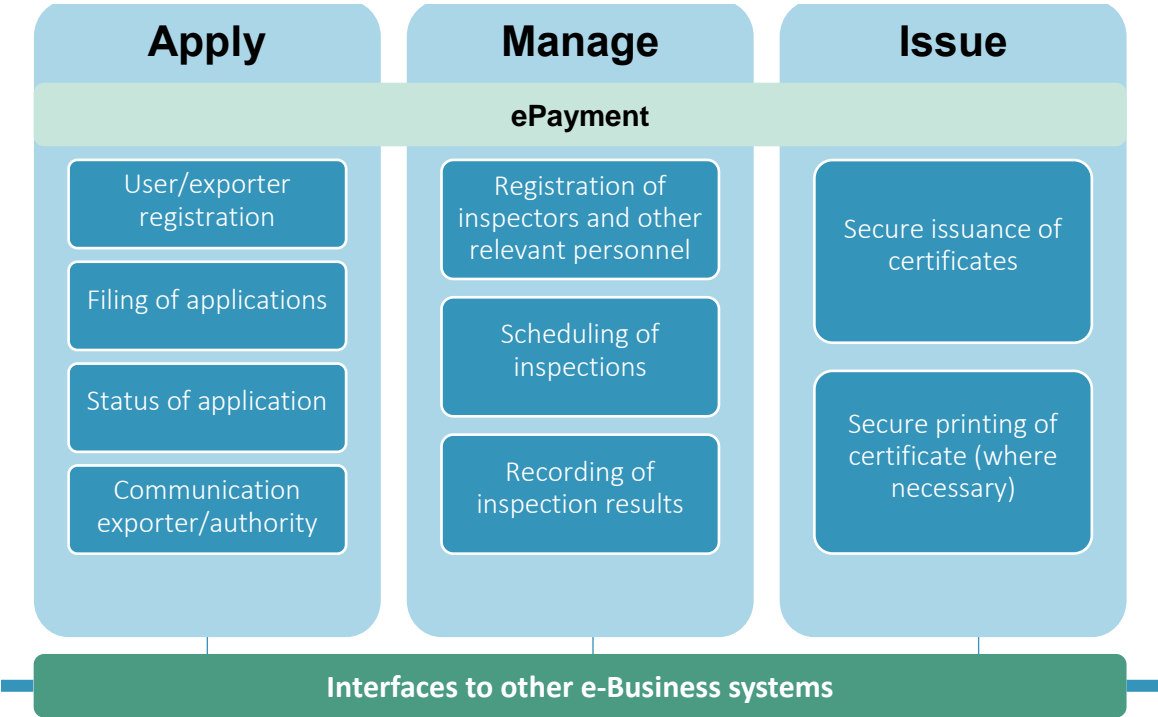 Apply
Manage
Issue
ePayment
User/exporter
registration
Filing of applications
Status of application
Communication
exporter/authority
Registration of
inspectors and other
relevant personnel
Scheduling of
inspections
Recording of
inspection results
Secure issuance of
certificates
Secure printing of
certificate (where
necessary)
Interfaces to other e-Business systems